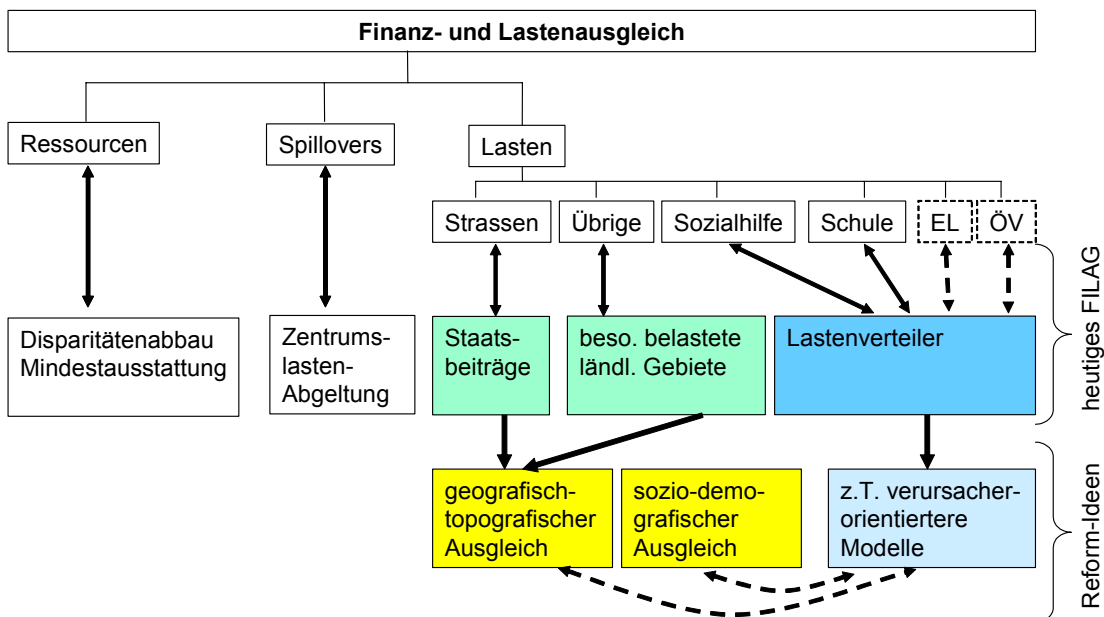 Finanz- und Lastenausgleich
Ressourcen
Spillovers
Lasten
Strassen
Übrige
Sozialhilfe
Schule
EL
ÖV
Disparitätenabbau
Mindestausstattung
Zentrums-
lasten-
Abgeltung
Staats-
beiträge
beso. belastete
ländl. Gebiete
Lastenverteiler
heutiges FILAG
geografisch-
topografischer
Ausgleich
sozio-demo-
grafischer
Ausgleich
z.T. verursacher-
orientiertere
Modelle
Reform-Ideen